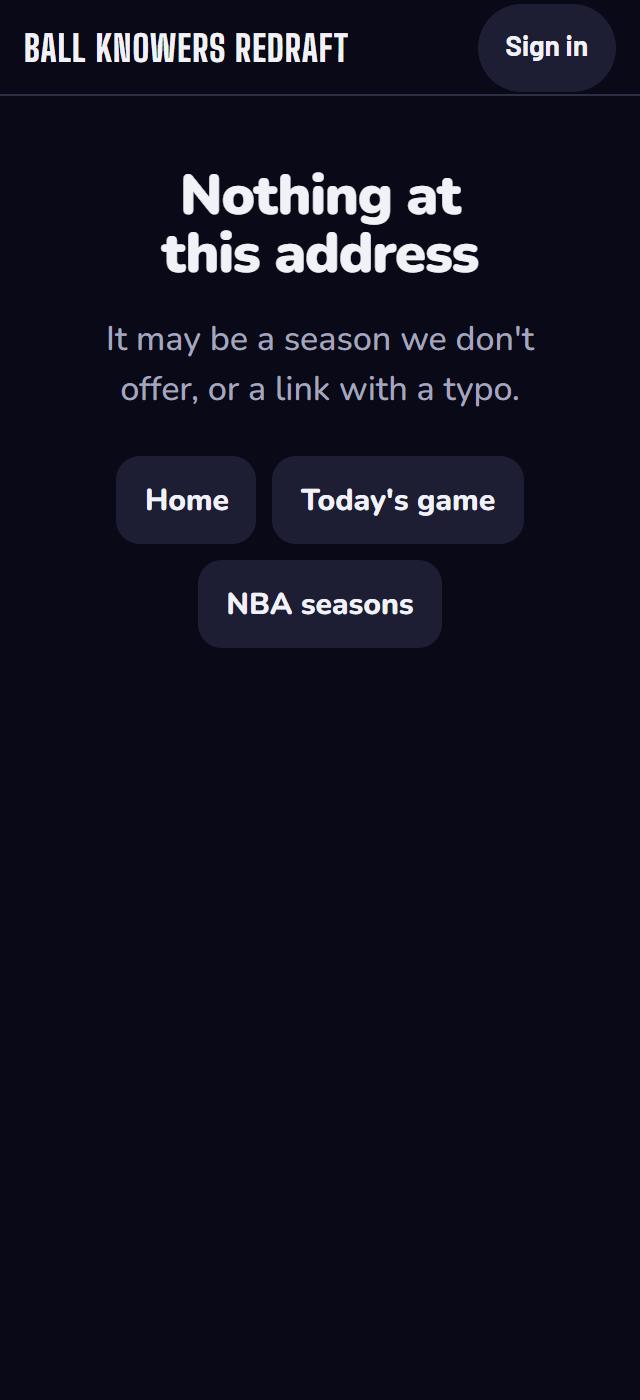 BALL KNOWERS REDRAFT
Sign in
Nothing at
this address
It may be a season we don't
offer, or a link with a typo.
Home
Today's game
NBA seasons